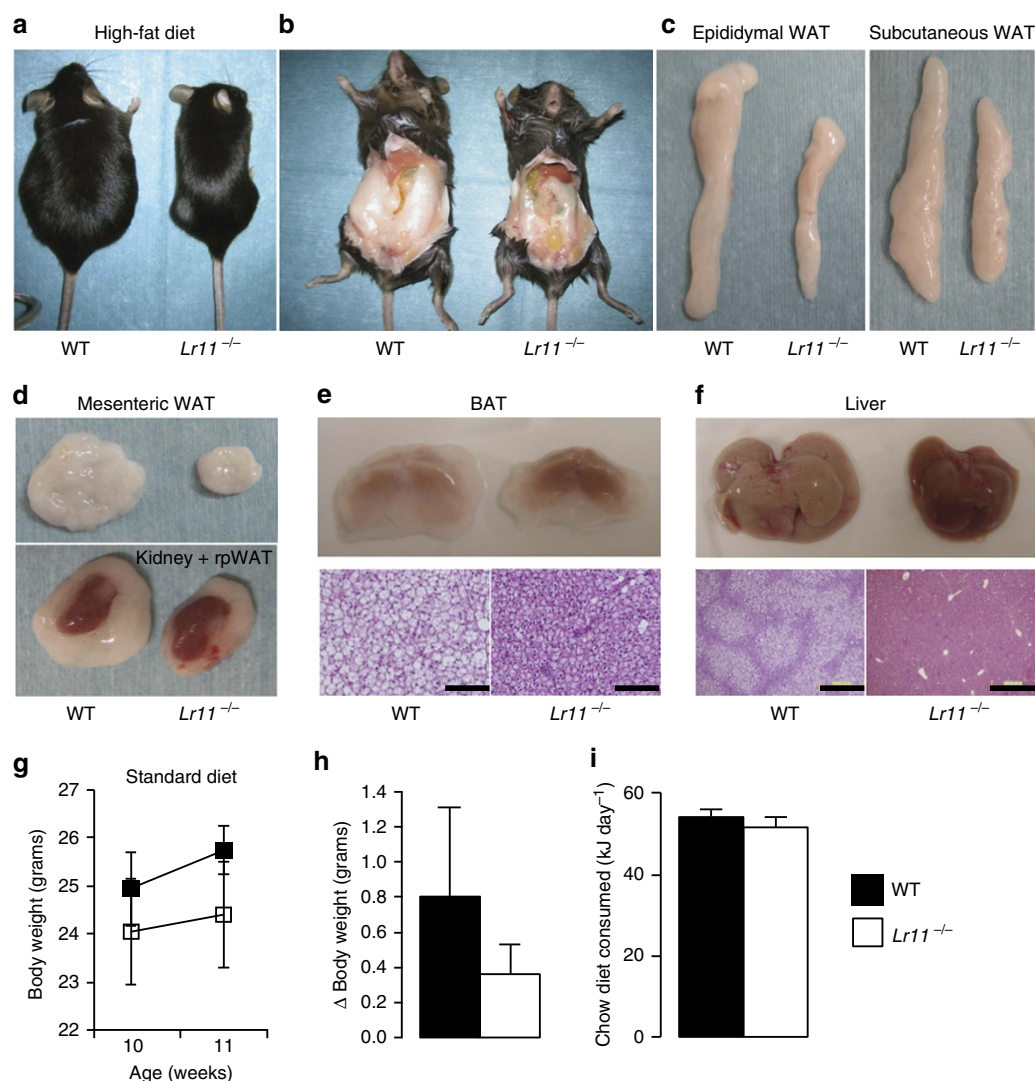 a
High-fat diet
WT
Lr11 −/−
b
WT
Lr11 −/−
c
Epididymal WAT
Subcutaneous WAT
WT
Lr11 −/−
WT
Lr11 −/−
d
Mesenteric WAT
Kidney + rpWAT
WT
Lr11 −/−
e
BAT
WT
Lr11 −/−
f
Liver
WT
Lr11 −/−
g
Standard diet
Body weight (grams)
27
26
25
24
23
22
10
11
Age (weeks)
h
Δ Body weight (grams)
1.4
1.2
1.0
0.8
0.6
0.4
0.2
0.0
i
Chow diet consumed (kJ day−1)
60
40
20
0
WT
Lr11 −/−